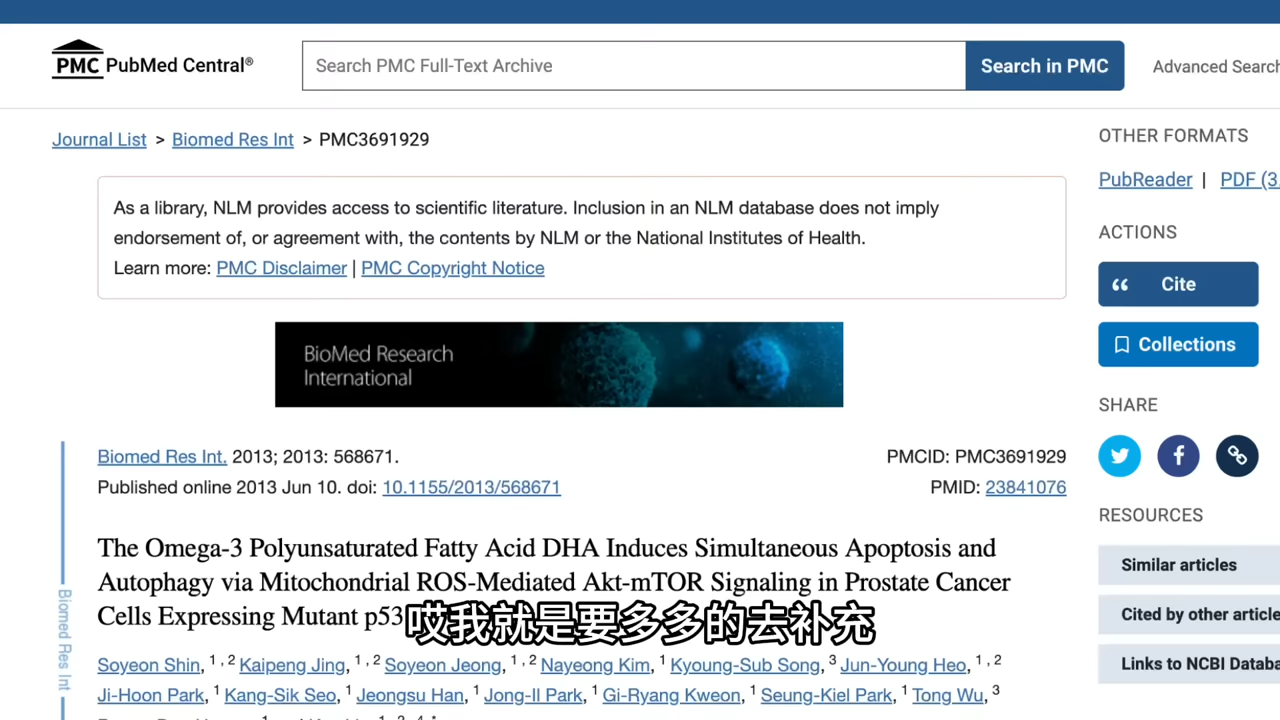 PMC PubMed Central®
Search PMC Full-Text Archive
Search in PMC
Advanced Search
Journal List > Biomed Res Int > PMC3691929
As a library, NLM provides access to scientific literature. Inclusion in an NLM database does not imply
endorsement of, or agreement with, the contents by NLM or the National Institutes of Health.
Learn more: PMC Disclaimer | PMC Copyright Notice
BioMed Research
International
Biomed Res Int. 2013; 2013: 568671.
PMCID: PMC3691929
Published online 2013 Jun 10. doi: 10.1155/2013/568671
PMID: 23841076
The Omega-3 Polyunsaturated Fatty Acid DHA Induces Simultaneous Apoptosis and
Autophagy via Mitochondrial ROS-Mediated Akt-mTOR Signaling in Prostate Cancer
Cells Expressing Mutant p53
哎我就是要多多的去补充
Soyeon Shin, 1, 2 Kaipeng Jing, 1, 2 Soyeon Jeong, 1, 2 Nayeong Kim, 1 Kyoung-Sub Song, 3 Jun-Young Heo, 1, 2
Ji-Hoon Park, 1 Kang-Sik Seo, 1 Jeongsu Han, 1 Jong-Il Park, 1 Gi-Ryang Kweon, 1 Seung-Kiel Park, 1 Tong Wu, 3
Biomed Res Int
OTHER FORMATS
PubReader | PDF (3.
ACTIONS
Cite
Collections
SHARE
RESOURCES
Similar articles
Cited by other article
Links to NCBI Databa